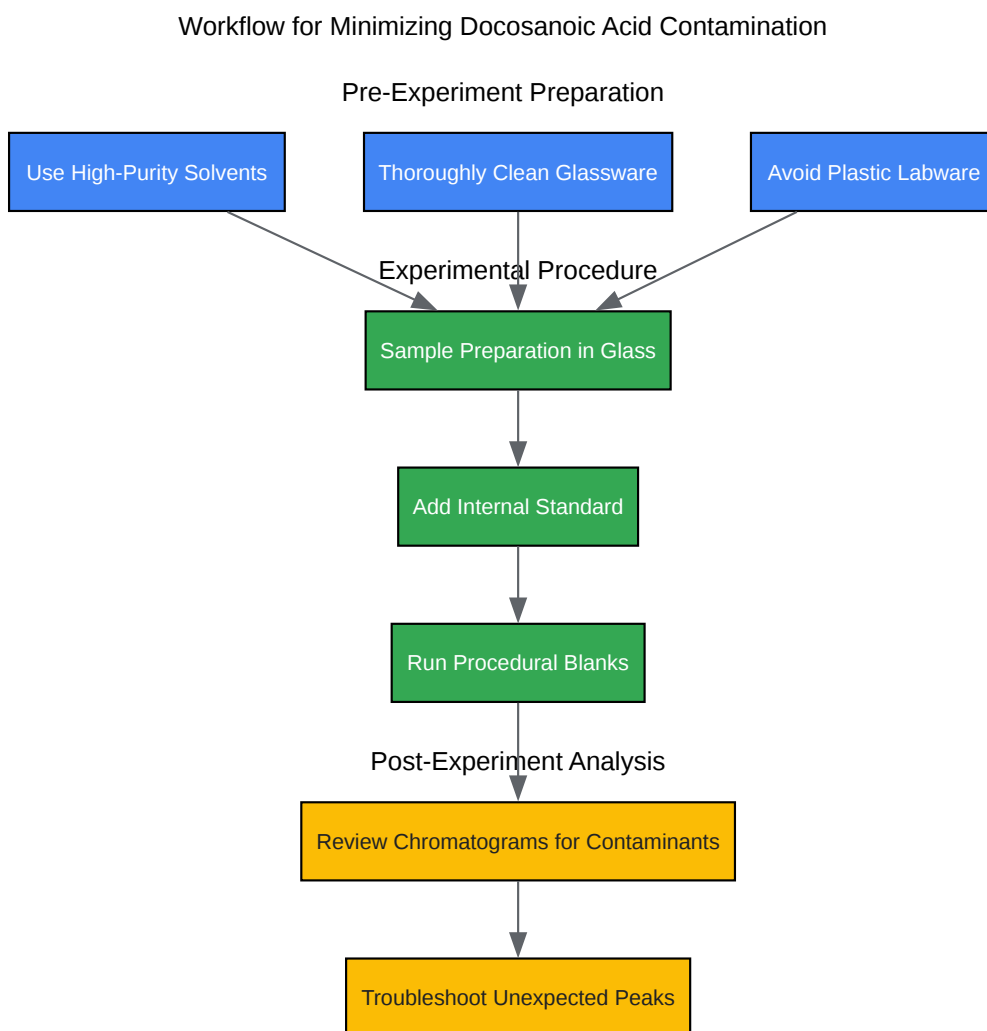 Workflow for Minimizing Docosanoic Acid Contamination
Pre-Experiment Preparation
Use High-Purity Solvents
Thoroughly Clean Glassware
Avoid Plastic Labware
Experimental Procedure
Sample Preparation in Glass
Add Internal Standard
Run Procedural Blanks
Post-Experiment Analysis
Review Chromatograms for Contaminants
Troubleshoot Unexpected Peaks